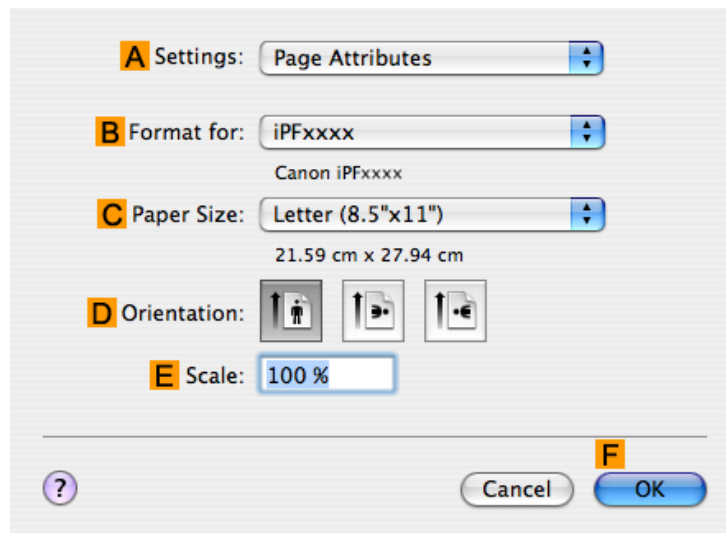 A Settings: Page Attributes
B Format for: iPFxxxx
Canon iPFxxxx
C Paper Size: Letter (8.5"x11")
21.59 cm x 27.94 cm
D Orientation:
E Scale: 100 %
F
? Cancel OK